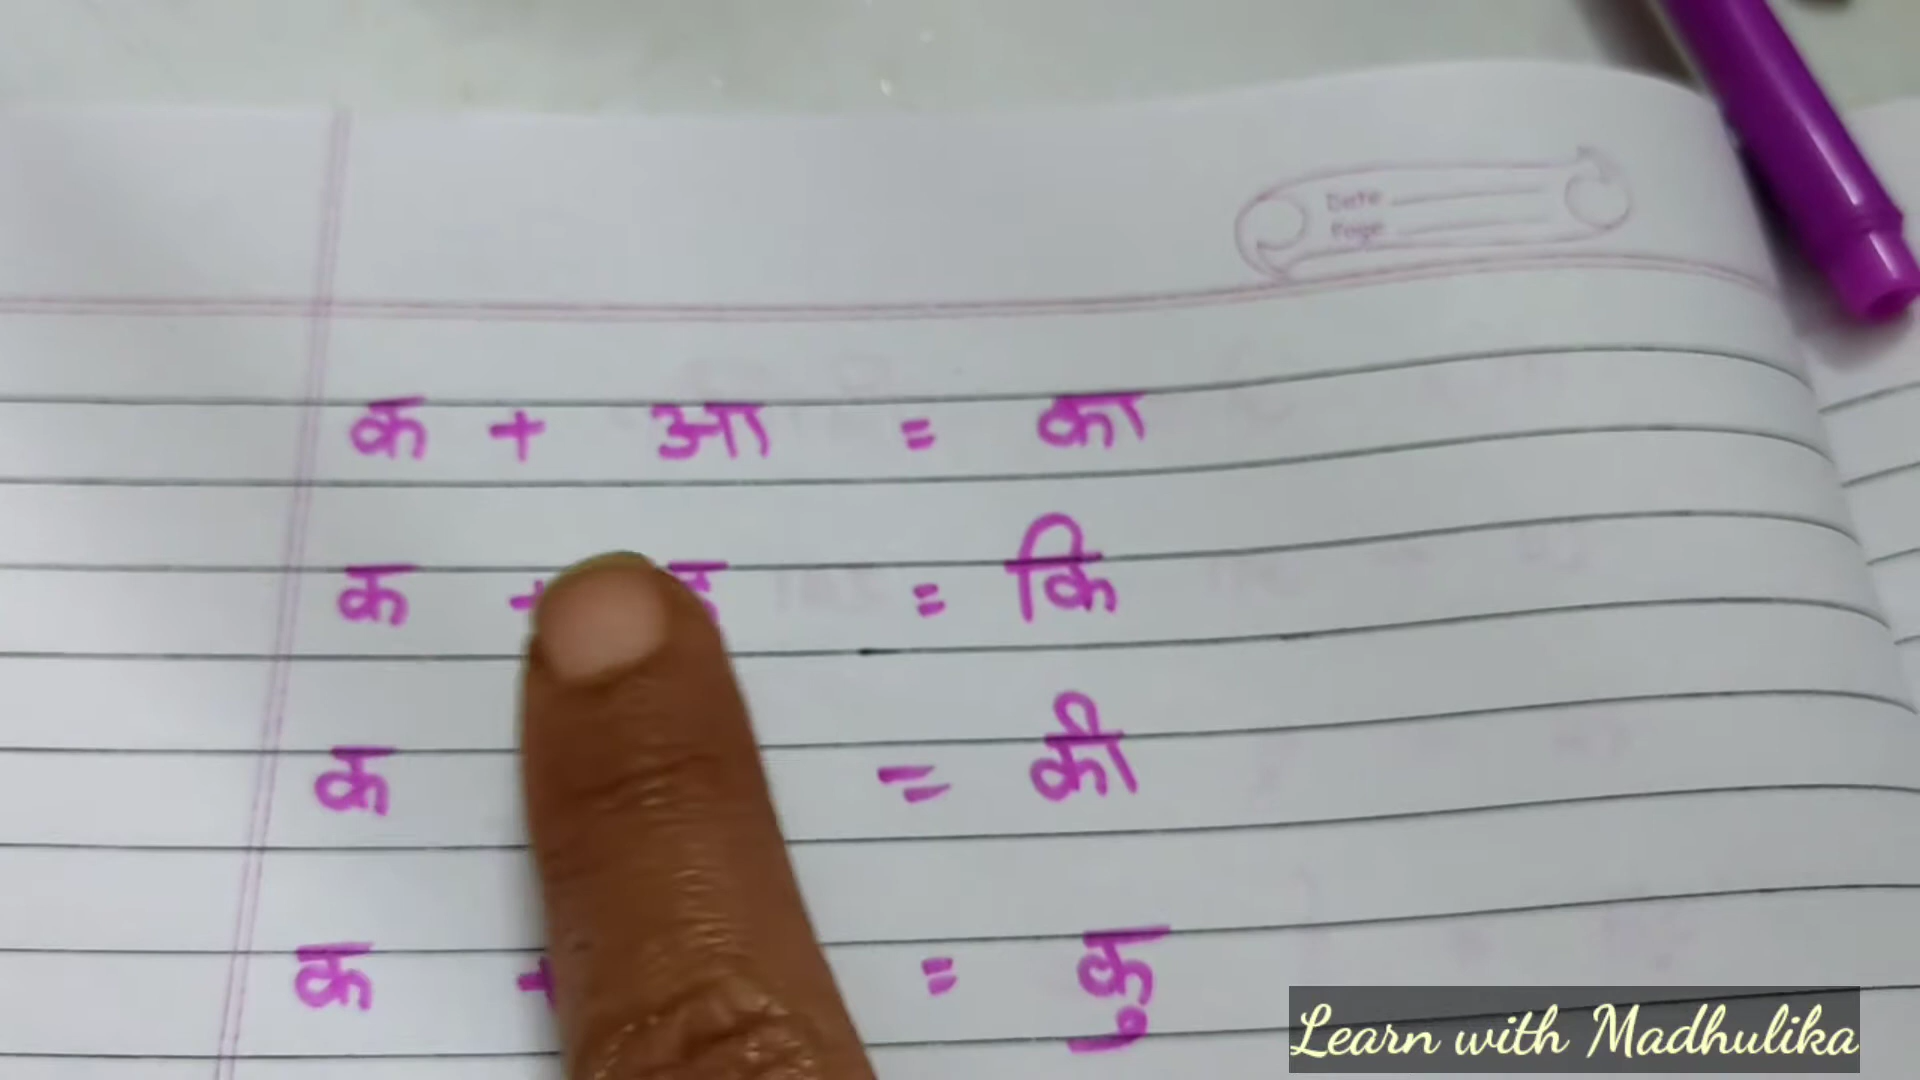 Date
Page
क + आ = का
क + = कि
क = की
क + = कु
Learn with Madhulika